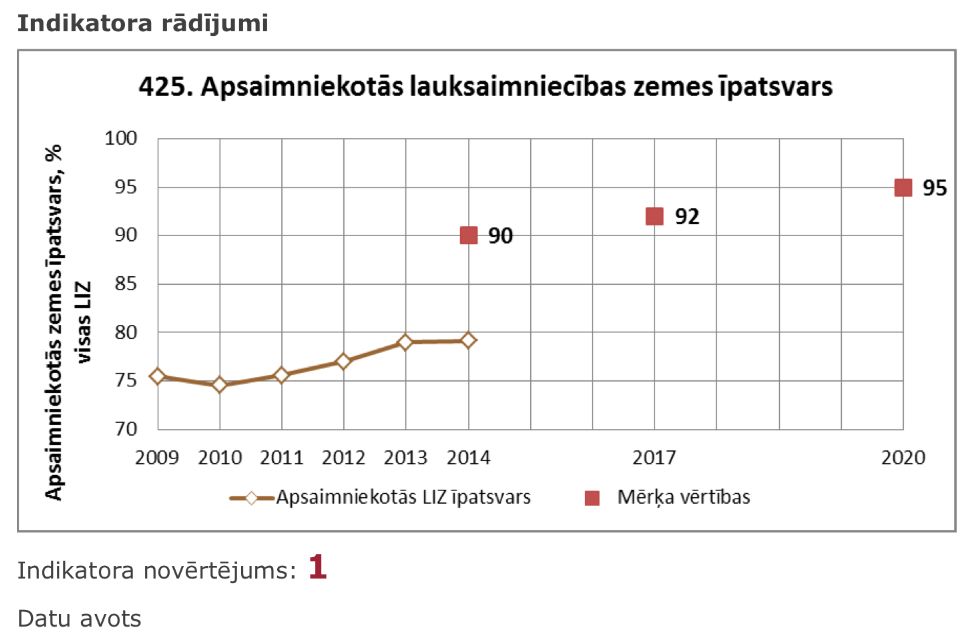 Indikatora rādījumi
425. Apsaimniekotās lauksaimniecības zemes īpatsvars
Apsaimniekotās zemes īpatsvars, %
visas LIZ
100
95
90
85
80
75
70
90
92
95
2009 2010 2011 2012 2013 2014 2017 2020
Apsaimniekotās LIZ īpatsvars Mērķa vērtības
Indikatora novērtējums: 1
Datu avots